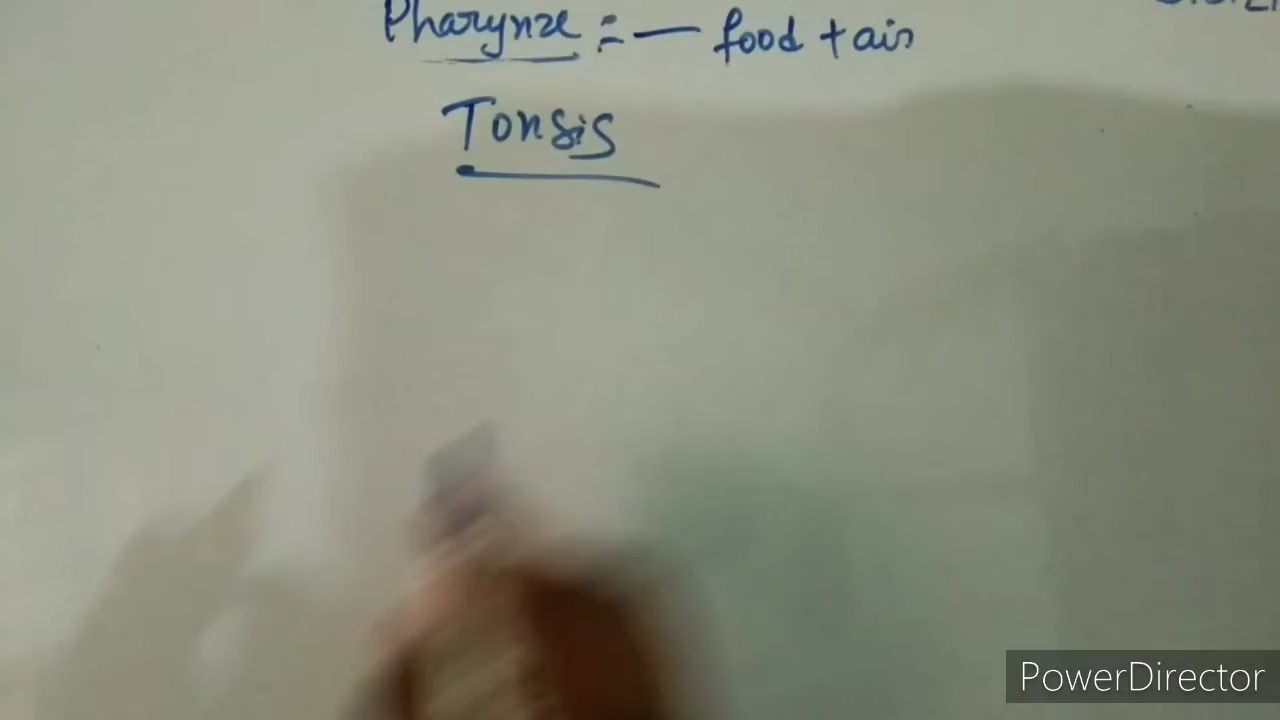 Pharynx :- food + air
Tonsis
PowerDirector